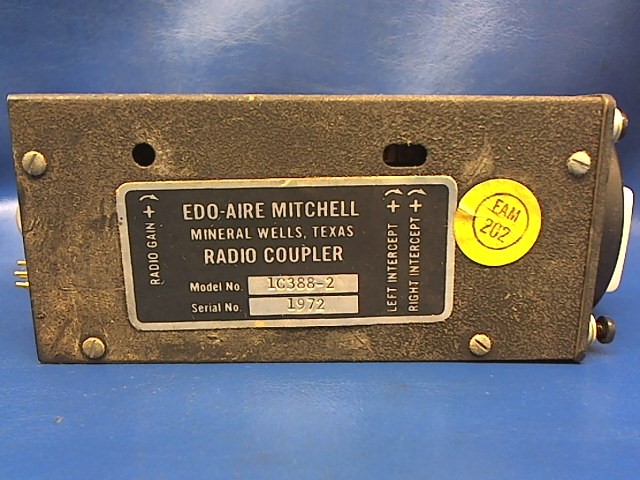 EDO-AIRE MITCHELL
MINERAL WELLS, TEXAS
RADIO COUPLER
Model No. 1C388-2
Serial No. 1972
RADIO GAIN +
LEFT INTERCEPT +
RIGHT INTERCEPT +
EAM
202